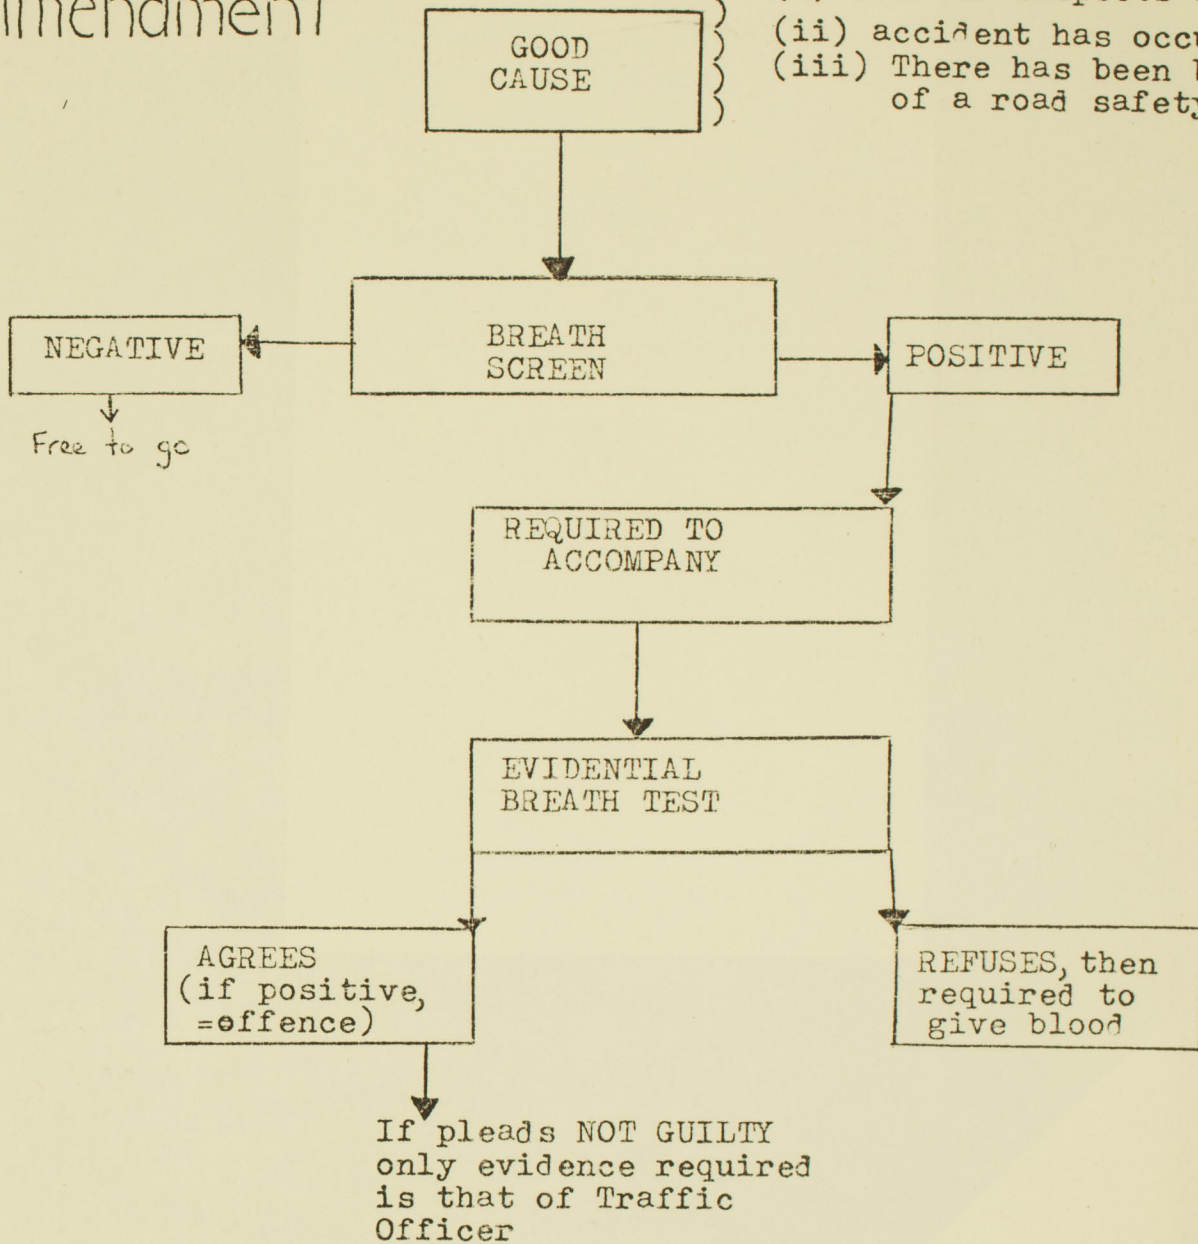 GOOD
CAUSE
(ii) accident has
(iii) There has been
of a road
NEGATIVE
BREATH
SCREEN
POSITIVE
Free to go
REQUIRED TO
ACCOMPANY
EVIDENTIAL
BREATH TEST
AGREES
(if positive,
=offence)
REFUSES, then
required to
give blood
If pleads NOT GUILTY
only evidence required
is that of Traffic
Officer